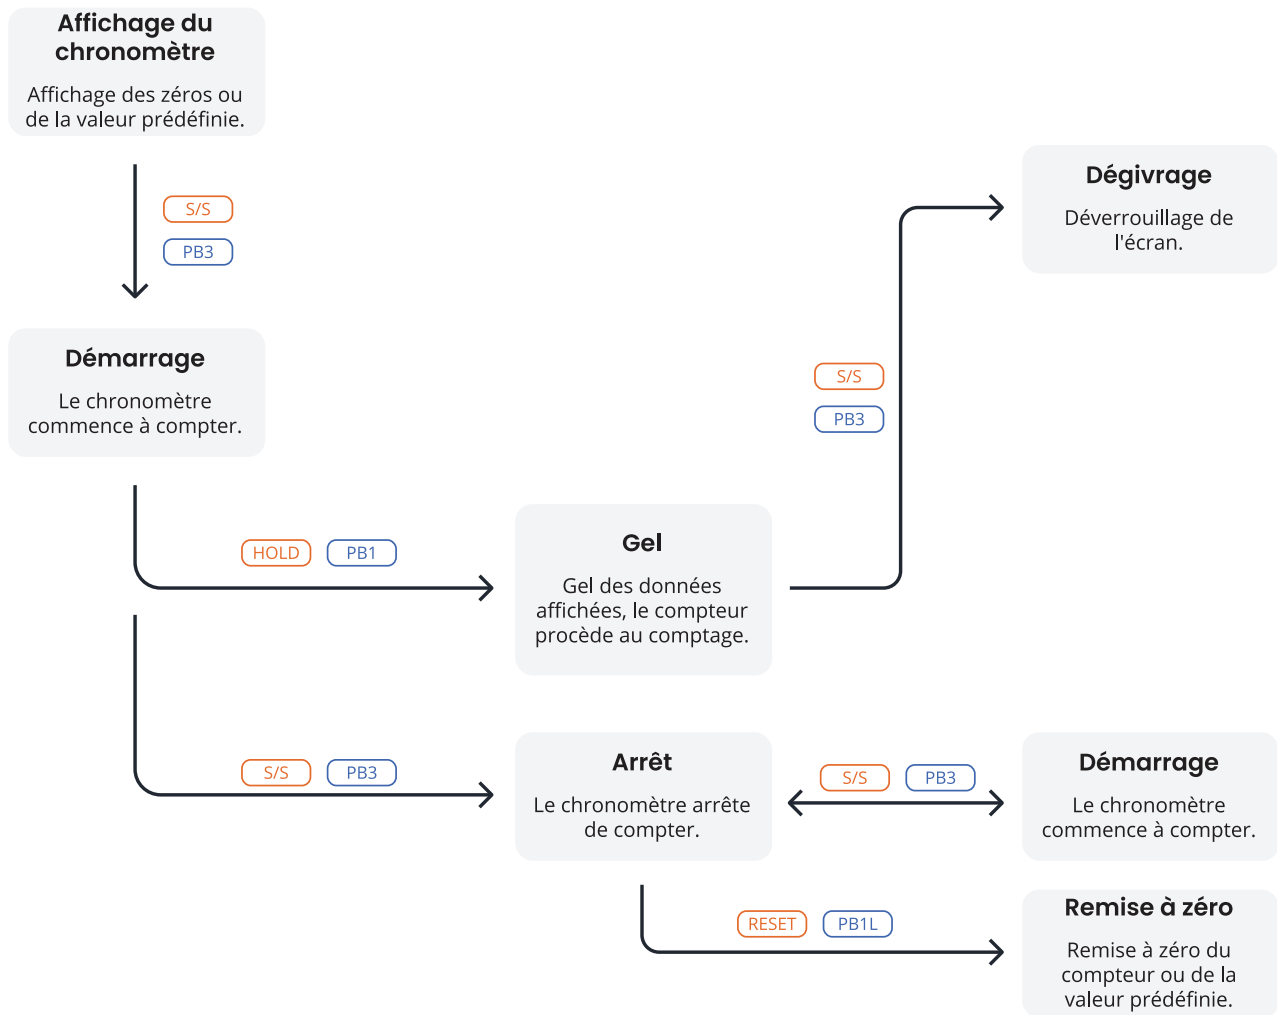 Affichage du
chronomètre
Affichage des zéros ou
de la valeur prédéfinie.
S/S
PB3
Démarrage
Le chronomètre
commence à compter.
Dégivrage
Déverrouillage de
l'écran.
S/S
PB3
HOLD PB1
Gel
Gel des données
affichées, le compteur
procède au comptage.
S/S PB3
Arrêt
Le chronomètre arrête
de compter.
S/S PB3
Démarrage
Le chronomètre
commence à compter.
RESET PB1L
Remise à zéro
Remise à zéro du
compteur ou de la
valeur prédéfinie.